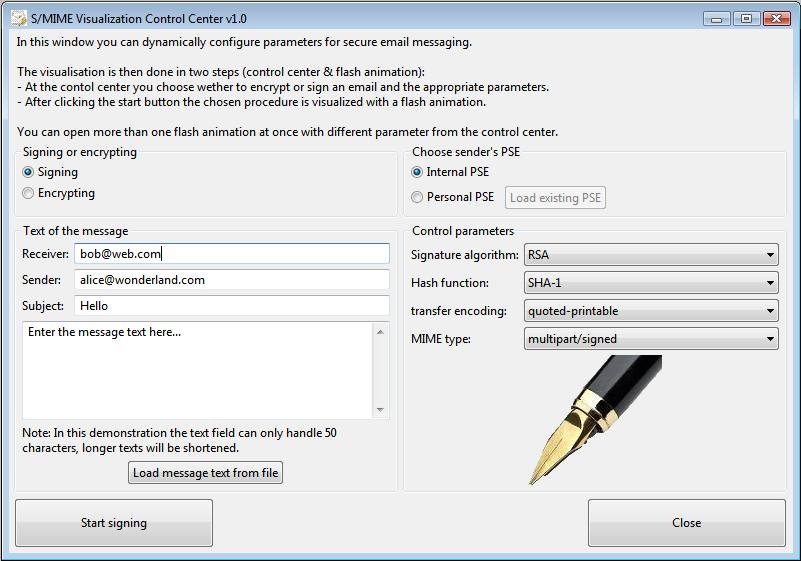 S/MIME Visualization Control Center v1.0
In this window you can dynamically configure parameters for secure email messaging.
The visualisation is then done in two steps (control center & flash animation):
- At the contol center you choose wether to encrypt or sign an email and the appropriate parameters.
- After clicking the start button the chosen procedure is visualized with a flash animation.
You can open more than one flash animation at once with different parameter from the control center.
Signing or encrypting
Signing
Encrypting
Choose sender's PSE
Internal PSE
Personal PSE Load existing PSE
Text of the message
Receiver: bob@web.com
Sender: alice@wonderland.com
Subject: Hello
Enter the message text here...
Note: In this demonstration the text field can only handle 50
characters, longer texts will be shortened.
Load message text from file
Control parameters
Signature algorithm: RSA
Hash function: SHA-1
transfer encoding: quoted-printable
MIME type: multipart/signed
Start signing
Close